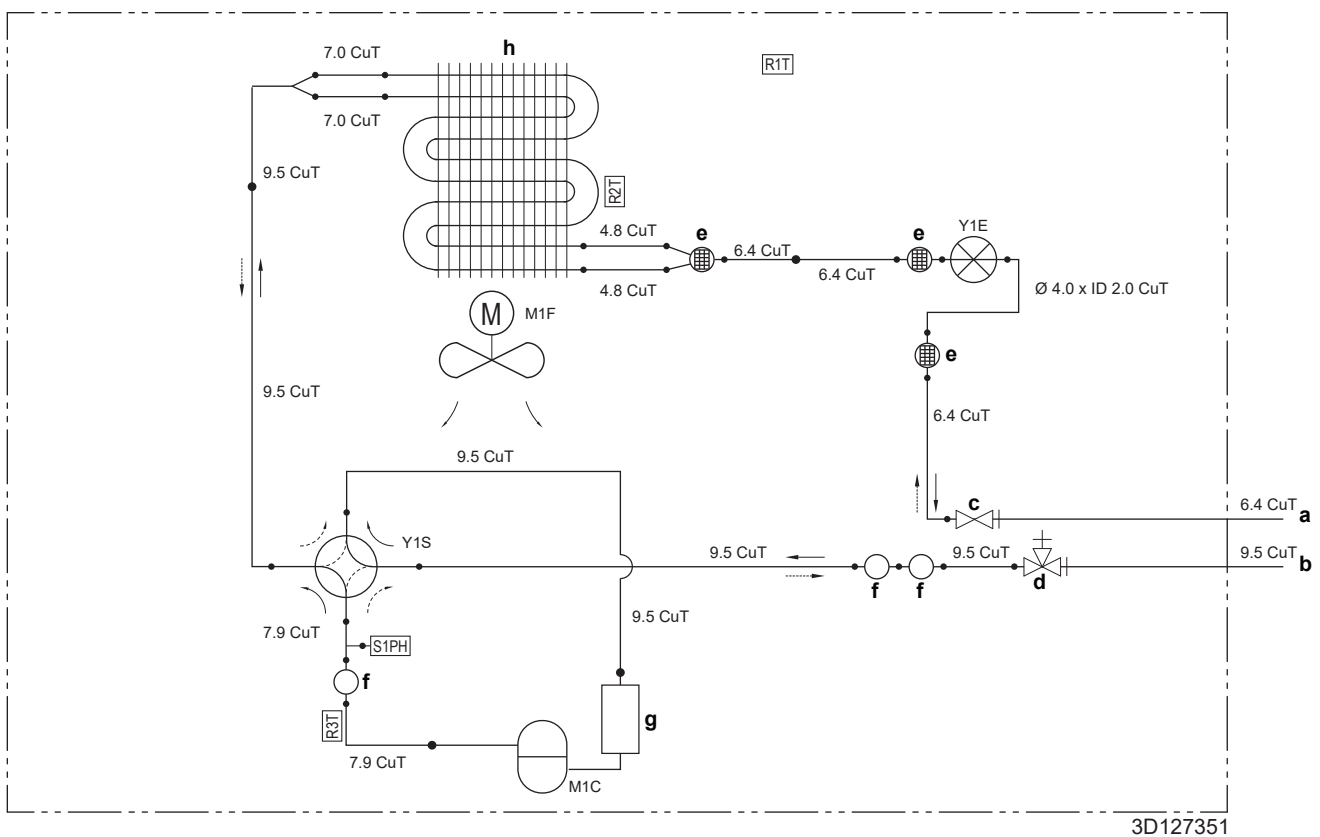 7.0 CuT
h
R1T
7.0 CuT
9.5 CuT
R2T
4.8 CuT
e
6.4 CuT
e
Y1E
6.4 CuT
4.8 CuT
Ø 4.0 x ID 2.0 CuT
M
M1F
e
9.5 CuT
6.4 CuT
9.5 CuT
c
6.4 CuT
a
Y1S
9.5 CuT
9.5 CuT
9.5 CuT
b
f
f
d
7.9 CuT
9.5 CuT
S1PH
f
g
R3T
7.9 CuT
M1C
3D127351